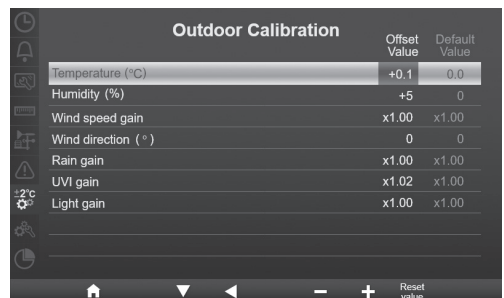 Outdoor Calibration
Offset Value
Default Value
Temperature (°C) +0.1 0.0
Humidity (%) +5 0
Wind speed gain x1.00 x1.00
Wind direction (°) 0 0
Rain gain x1.00 x1.00
UVI gain x1.02 x1.00
Light gain x1.00 x1.00
±2°C
Reset value